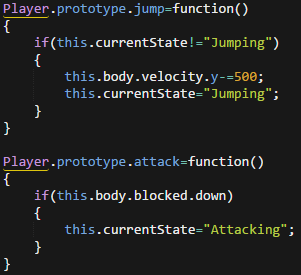 Player.prototype.jump=function()
{
    if(this.currentState!="Jumping")
    {
        this.body.velocity.y-=500;
        this.currentState="Jumping";
    }
}

Player.prototype.attack=function()
{
    if(this.body.blocked.down)
    {
        this.currentState="Attacking";
    }
}